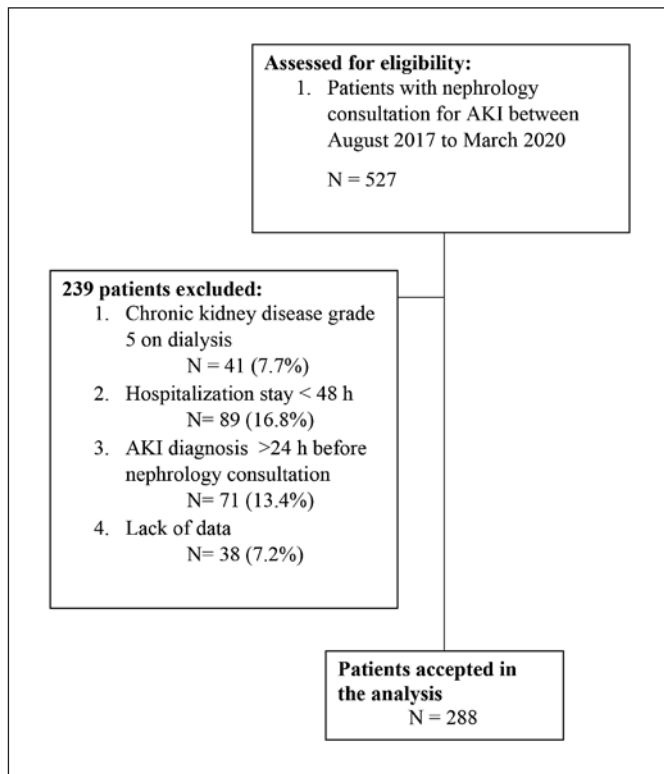 Assessed for eligibility:
1. Patients with nephrology
consultation for AKI between
August 2017 to March 2020
N = 527
239 patients excluded:
1. Chronic kidney disease grade
5 on dialysis
N = 41 (7.7%)
2. Hospitalization stay < 48 h
N= 89 (16.8%)
3. AKI diagnosis >24 h before
nephrology consultation
N= 71 (13.4%)
4. Lack of data
N= 38 (7.2%)
Patients accepted in
the analysis
N = 288